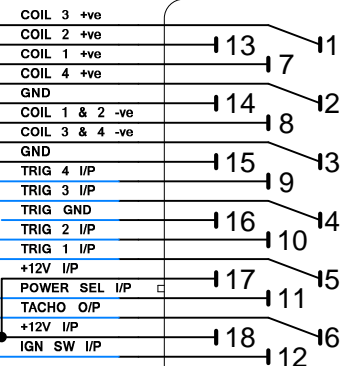 COIL 3 +ve
1
COIL 2 +ve
13
COIL 1 +ve
7
COIL 4 +ve
2
GND
14
COIL 1 & 2 -ve
8
COIL 3 & 4 -ve
3
GND
15
TRIG 4 I/P
9
TRIG 3 I/P
4
TRIG GND
16
TRIG 2 I/P
10
TRIG 1 I/P
5
+12V I/P
17
POWER SEL I/P
11
TACHO O/P
6
+12V I/P
18
IGN SW I/P
12